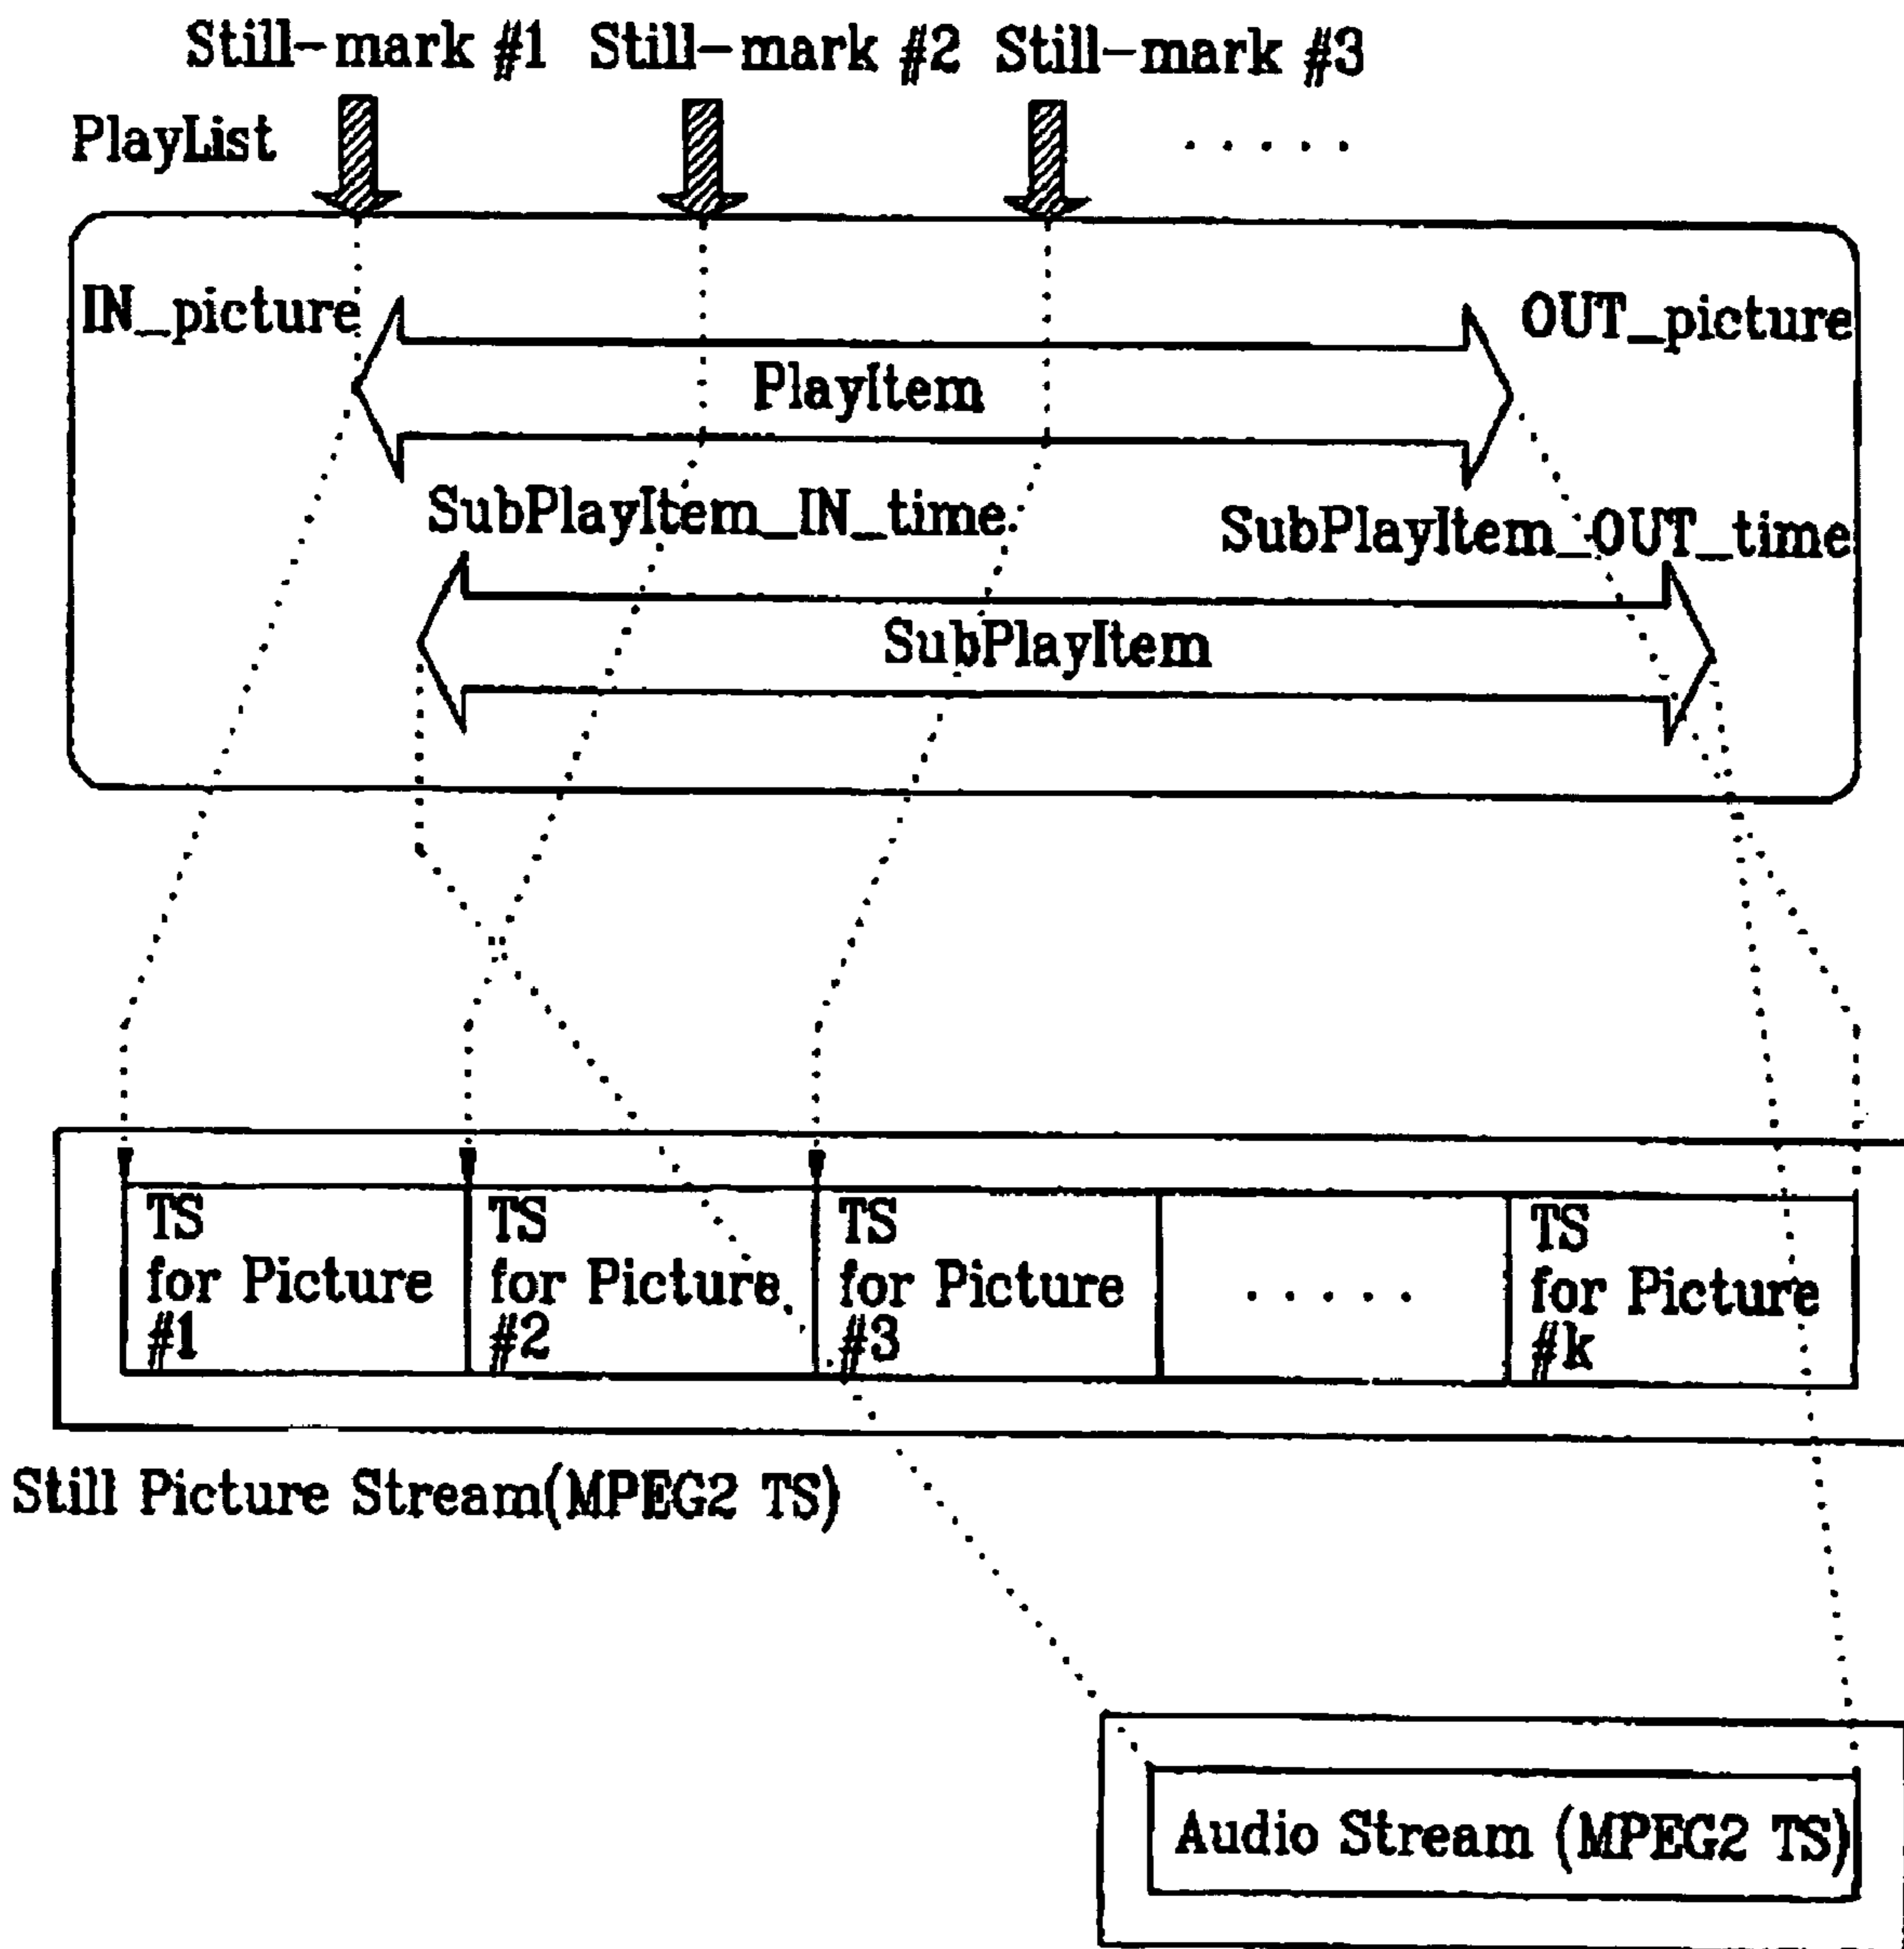 Still-mark #1 Still-mark #2 Still-mark #3
PlayList
.....
IN_picture
OUT_picture
PlayItem
SubPlayItem_IN_time
SubPlayItem_OUT_time
SubPlayItem
TS
for Picture
#1
TS
for Picture
#2
TS
for Picture
#3
.....
TS
for Picture
#k
Still Picture Stream(MPEG2 TS)
Audio Stream (MPEG2 TS)